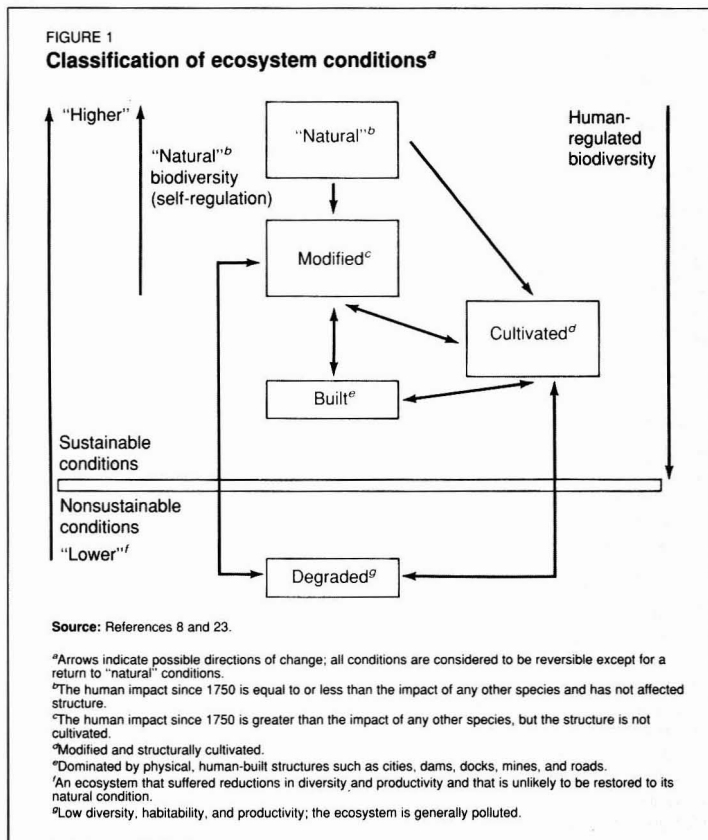 FIGURE 1
Classification of ecosystem conditionsᵃ
"Higher"
"Natural"ᵇ
biodiversity
(self-regulation)
"Natural"ᵇ
Human-
regulated
biodiversity
Modifiedᶜ
Cultivatedᵈ
Builtᵉ
Sustainable
conditions
Nonsustainable
conditions
"Lower"ᶠ
Degradedᵍ
Source: References 8 and 23.
ᵃArrows indicate possible directions of change; all conditions are considered to be reversible except for a
return to "natural" conditions.
ᵇThe human impact since 1750 is equal to or less than the impact of any other species and has not affected
structure.
ᶜThe human impact since 1750 is greater than the impact of any other species, but the structure is not
cultivated.
ᵈModified and structurally cultivated.
ᵉDominated by physical, human-built structures such as cities, dams, docks, mines, and roads.
ᶠAn ecosystem that suffered reductions in diversity and productivity and that is unlikely to be restored to its
natural condition.
ᵍLow diversity, habitability, and productivity; the ecosystem is generally polluted.